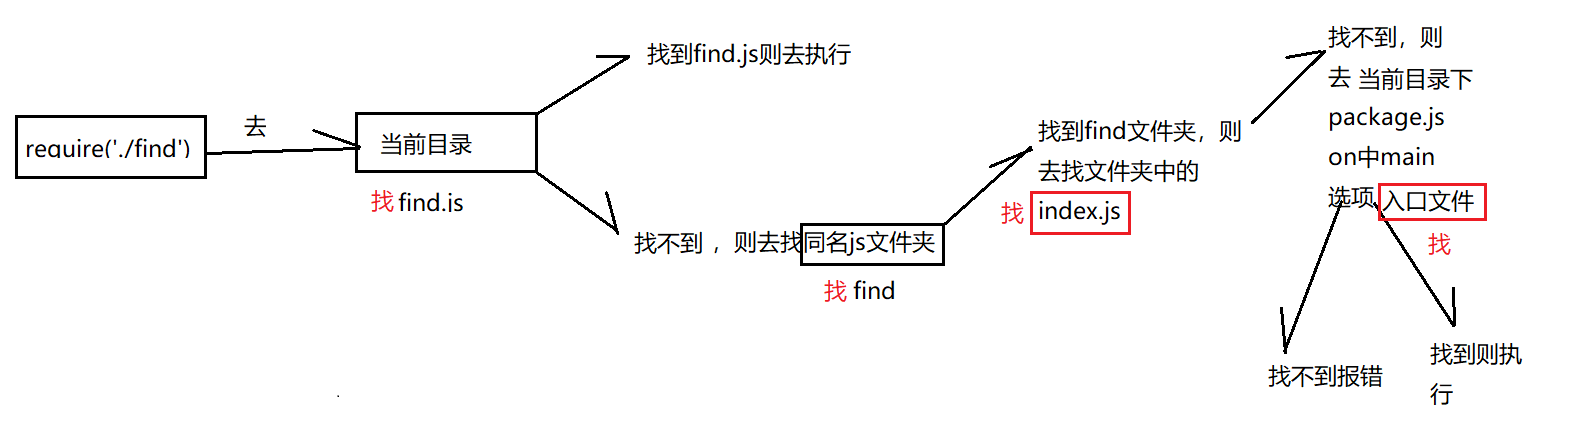 require('./find')
去
当前目录
找 find.is
找到find.js则去执行
找不到 ，则去找同名js文件夹
找 find
找到find文件夹，则
去找文件夹中的
找 index.js
找不到，则
去 当前目录下
package.js
on中main
选项 入口文件
找
找不到报错
找到则执
行